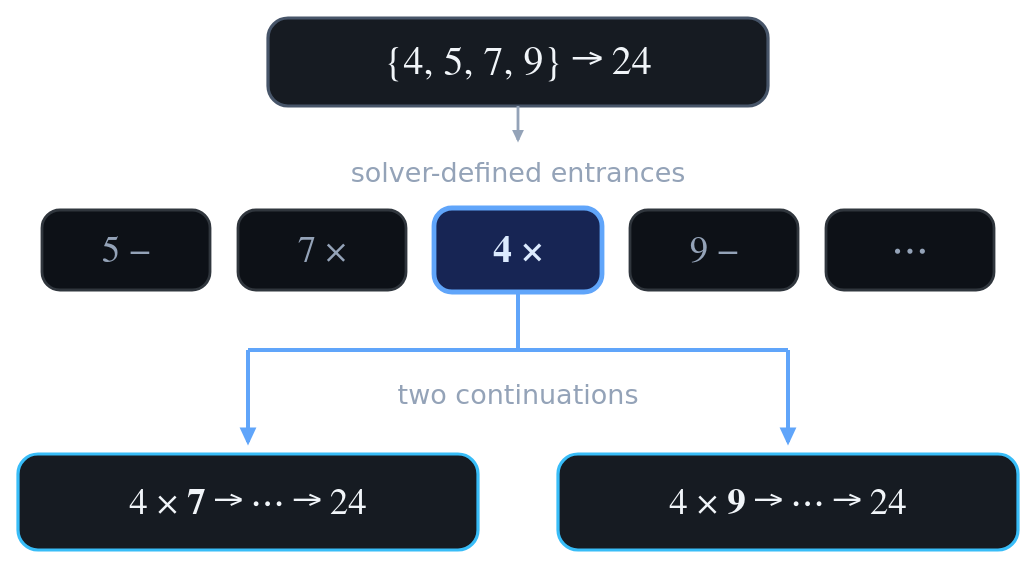 {4, 5, 7, 9} → 24
solver-defined entrances
5 −
7 ×
4 ×
9 −
⋯
two continuations
4 × 7 → ⋯ → 24
4 × 9 → ⋯ → 24